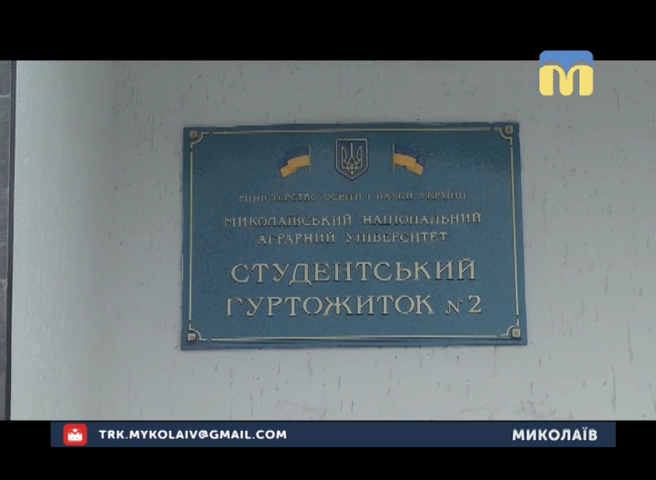 М
МІНІСТЕРСТВО ОСВІТИ І НАУКИ УКРАЇНИ
МИКОЛАЇВСЬКИЙ НАЦІОНАЛЬНИЙ
АГРАРНИЙ УНІВЕРСИТЕТ
СТУДЕНТСЬКИЙ
ГУРТОЖИТОК №2
TRK.MYKOLAIV@GMAIL.COM
МИКОЛАЇВ